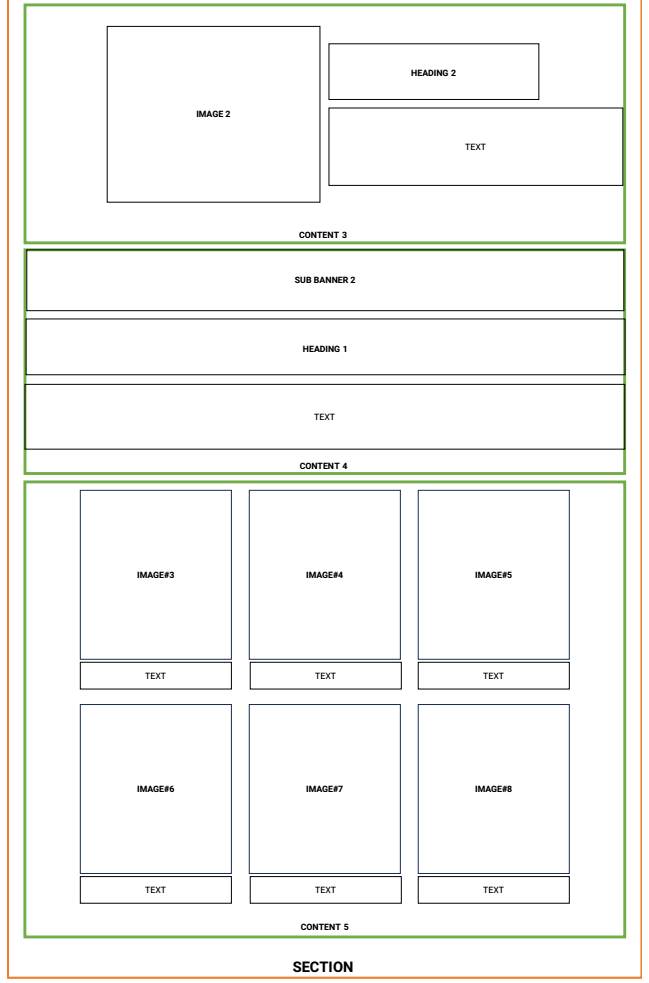 HEADING 2
IMAGE 2
TEXT
CONTENT 3
SUB BANNER 2
HEADING 1
TEXT
CONTENT 4
IMAGE#3 IMAGE#4 IMAGE#5
TEXT TEXT TEXT
IMAGE#6 IMAGE#7 IMAGE#8
TEXT TEXT TEXT
CONTENT 5
SECTION